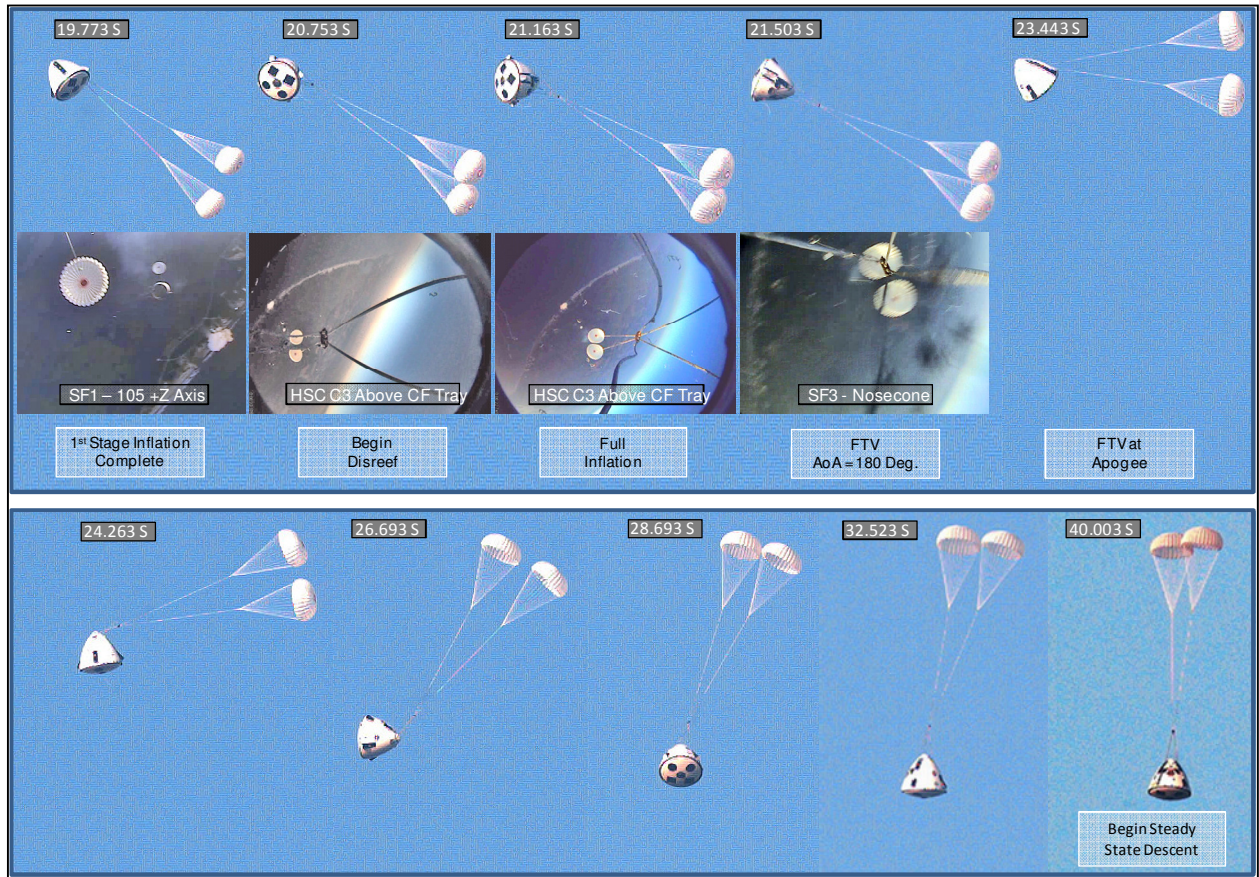 19.773 S
20.753 S
21.163 S
21.503 S
23.443 S
SF1 – 105 +Z Axis
HSC C3 Above CF Tray
HSC C3 Above CF Tray
SF3 - Nosecone
1st Stage Inflation
Complete
Begin
Disreef
Full
Inflation
FTV
AoA = 180 Deg.
FTV at
Apogee
24.263 S
26.693 S
28.693 S
32.523 S
40.003 S
Begin Steady
State Descent